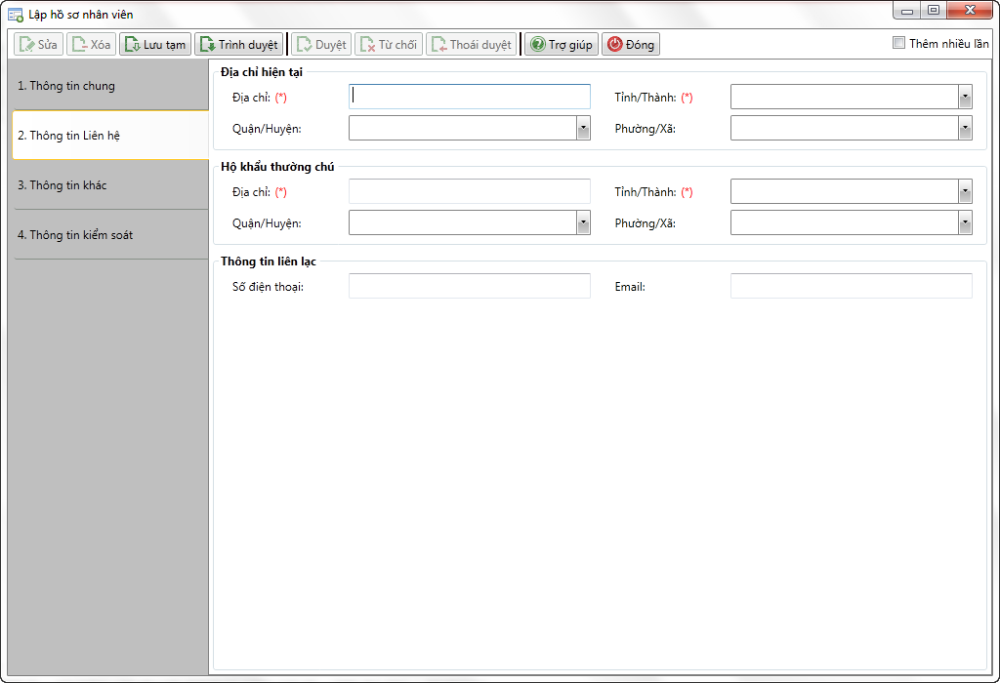 Lập hồ sơ nhân viên
Sửa Xóa Lưu tạm Trình duyệt Duyệt Từ chối Thoái duyệt Trợ giúp Đóng Thêm nhiều lần
1. Thông tin chung
2. Thông tin Liên hệ
3. Thông tin khác
4. Thông tin kiểm soát
Địa chỉ hiện tại
Địa chỉ: (*) Tỉnh/Thành: (*)
Quận/Huyện: Phường/Xã:
Hộ khẩu thường chú
Địa chỉ: (*) Tỉnh/Thành: (*)
Quận/Huyện: Phường/Xã:
Thông tin liên lạc
Số điện thoại: Email: